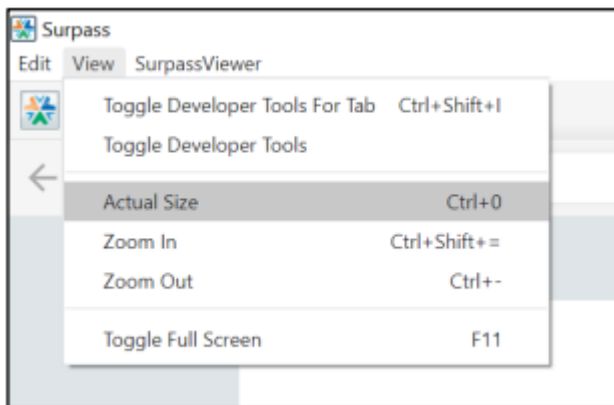 Surpass
Edit View SurpassViewer
Toggle Developer Tools For Tab Ctrl+Shift+I
Toggle Developer Tools
Actual Size Ctrl+0
Zoom In Ctrl+Shift+=
Zoom Out Ctrl+-
Toggle Full Screen F11